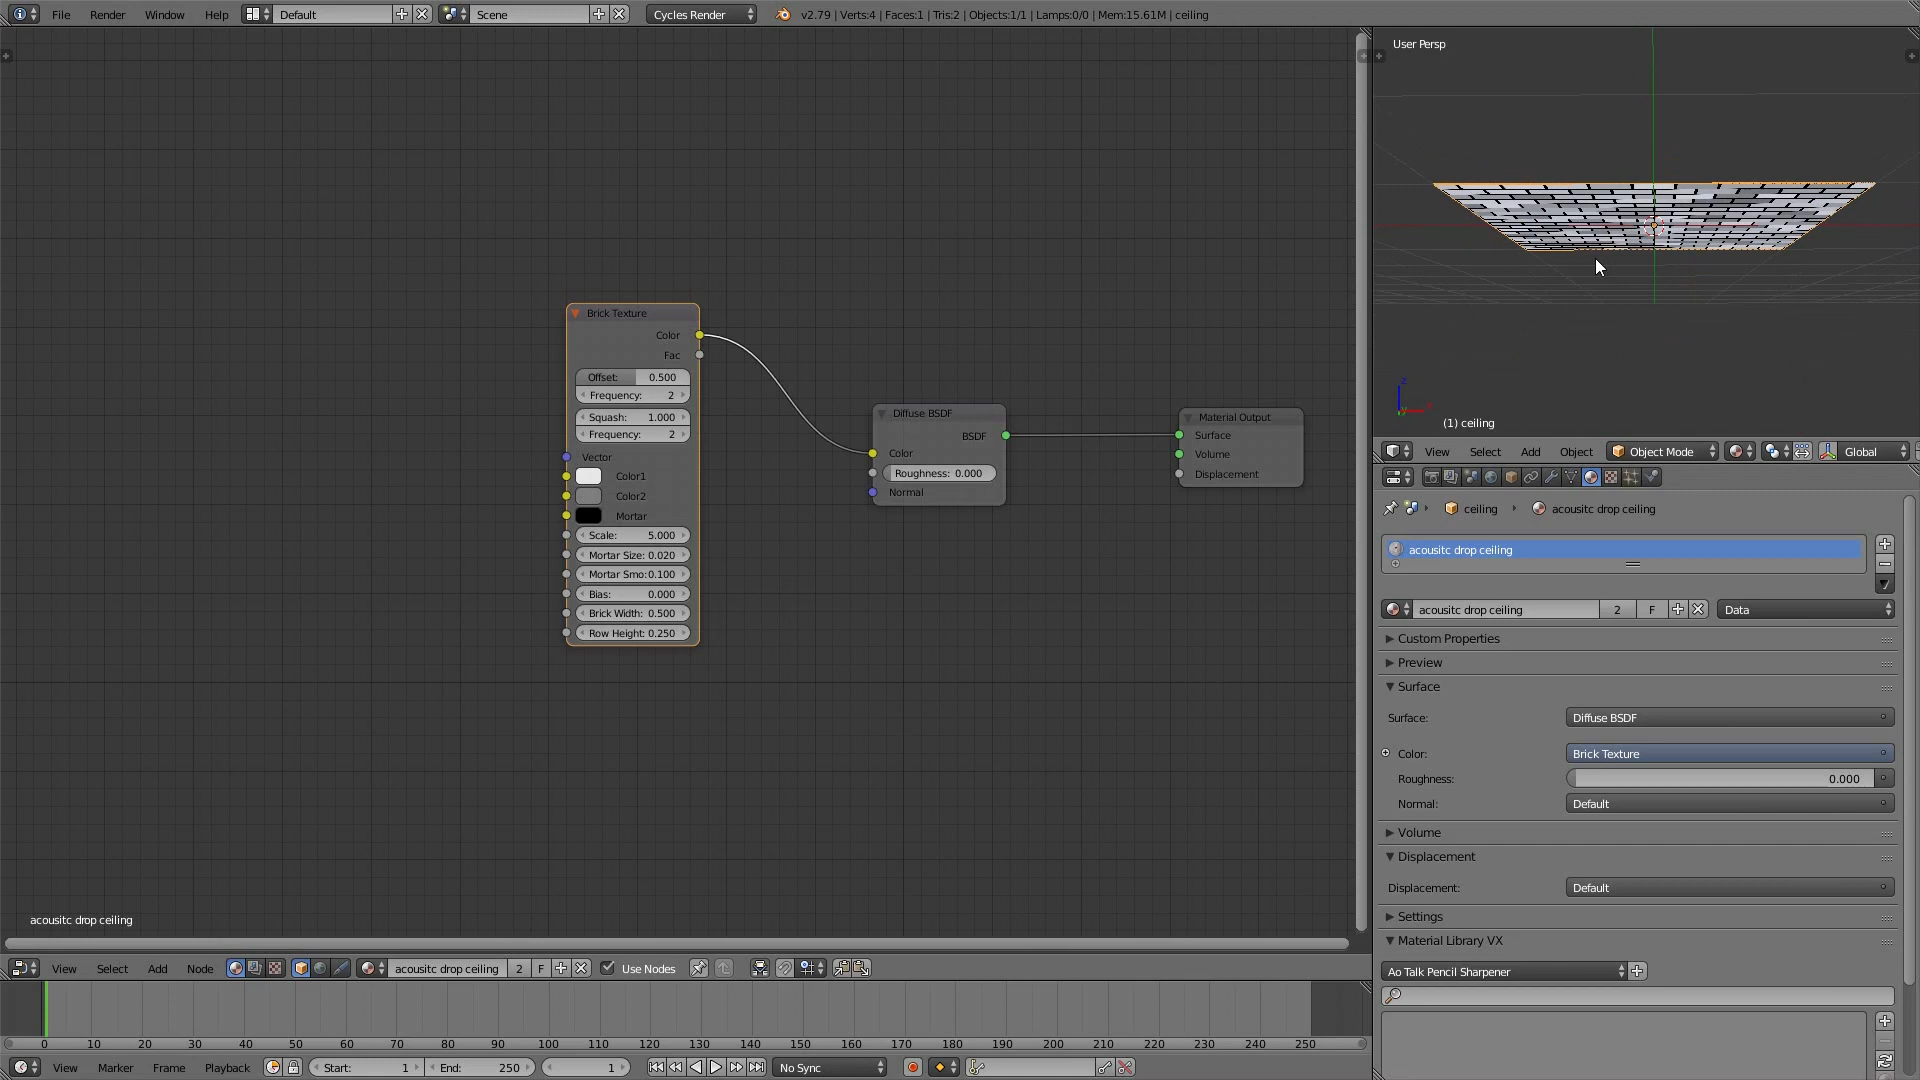 File Render Window Help Default Scene Cycles Render v2.79 | Verts:4 | Faces:1 | Tris:2 | Objects:1/1 | Lamps:0/0 | Mem:15.61M | ceiling
User Persp
(1) ceiling
View Select Add Object Object Mode Global
Brick Texture
Color
Fac
Offset: 0.500
Frequency: 2
Squash: 1.000
Frequency: 2
Vector
Color1
Color2
Mortar
Scale: 5.000
Mortar Size: 0.020
Mortar Smo: 0.100
Bias: 0.000
Brick Width: 0.500
Row Height: 0.250
Diffuse BSDF
BSDF
Color
Roughness: 0.000
Normal
Material Output
Surface
Volume
Displacement
ceiling acousitc drop ceiling
acousitc drop ceiling
acousitc drop ceiling 2 F Data
Custom Properties
Preview
Surface
Surface: Diffuse BSDF
Color: Brick Texture
Roughness: 0.000
Normal: Default
Volume
Displacement
Displacement: Default
Settings
Material Library VX
Ao Talk Pencil Sharpener
acousitc drop ceiling
View Select Add Node acousitc drop ceiling 2 F Use Nodes
0 10 20 30 40 50 60 70 80 90 100 110 120 130 140 150 160 170 180 190 200 210 220 230 240 250
View Marker Frame Playback Start: 1 End: 250 1 No Sync